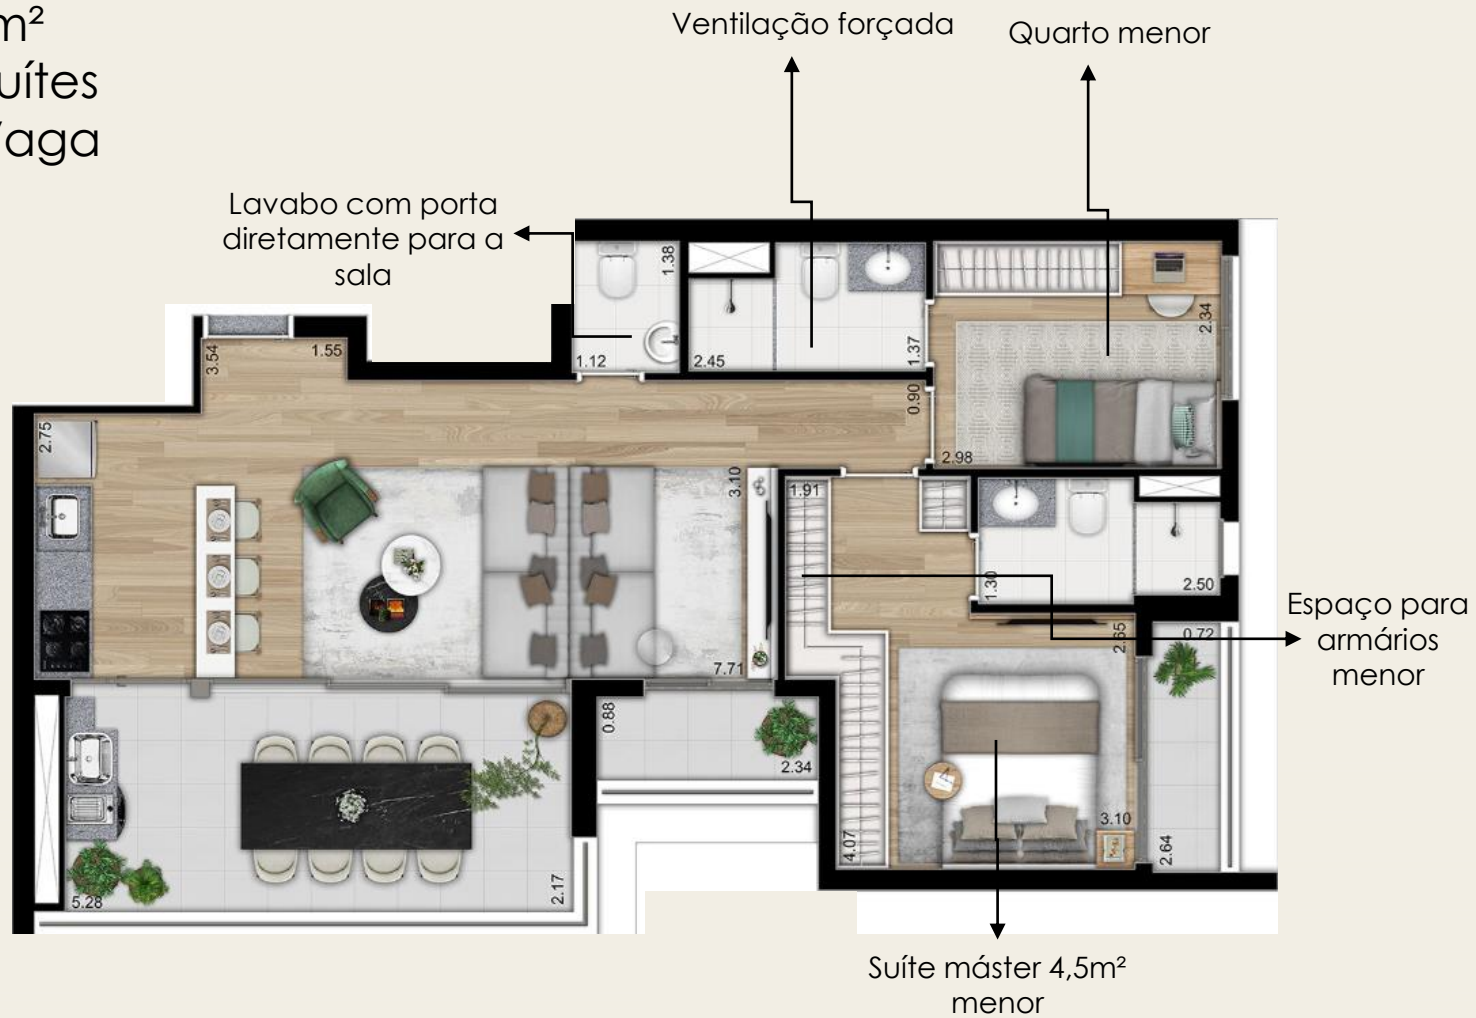 m²
uítes
Vaga
Ventilação forçada
Quarto menor
Lavabo com porta
diretamente para a
sala
1.38
1.12
2.45
1.37
2.34
3.54
1.55
0.90
2.98
2.75
3.10
1.91
1.30
2.50
Espaço para
armários
menor
2.65
0.72
7.71
0.88
2.34
3.10
4.07
2.64
5.28
2.17
Suíte máster 4,5m²
menor